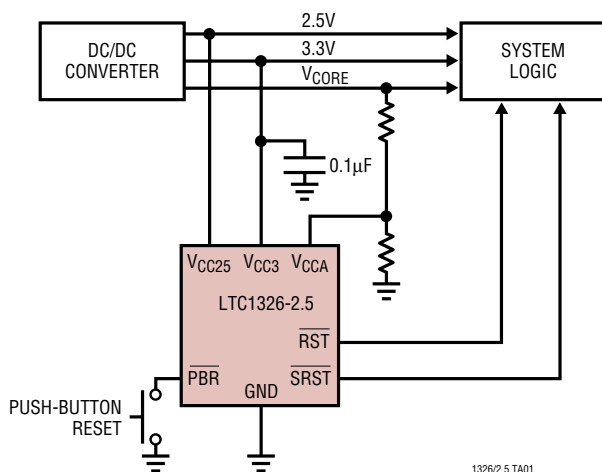 2.5V
DC/DC
CONVERTER
3.3V
SYSTEM
LOGIC
VCORE
0.1µF
VCC25 VCC3 VCCA
LTC1326-2.5
RST
PBR
SRST
GND
PUSH-BUTTON
RESET
1326/2.5 TA01